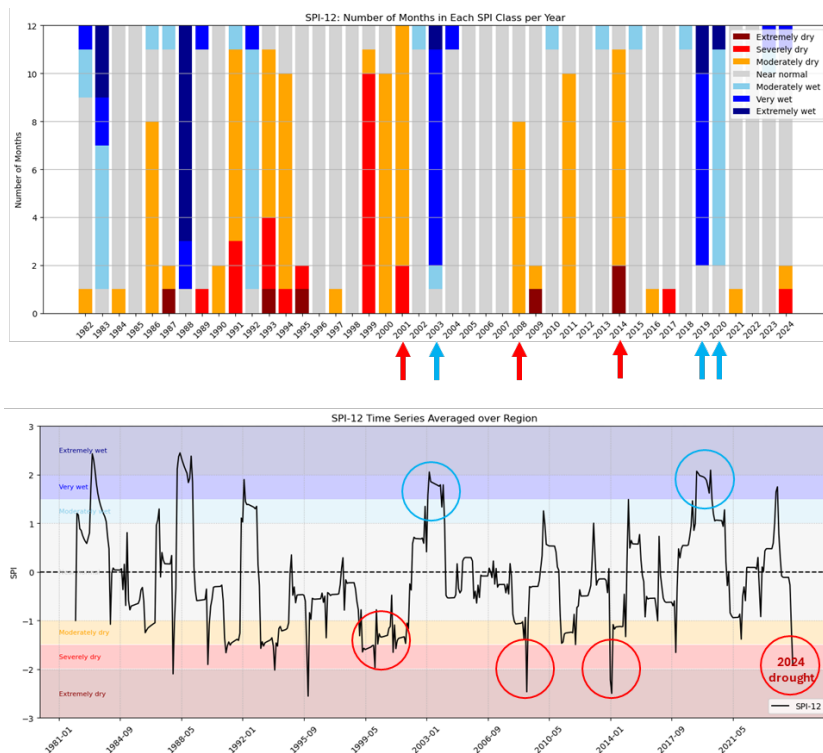 SPI-12: Number of Months in Each SPI Class per Year
Number of Months
12
10
8
6
4
2
0
Extremely dry
Severely dry
Moderately dry
Near normal
Moderately wet
Very wet
Extremely wet
1982 1983 1984 1985 1986 1987 1988 1989 1990 1991 1992 1993 1994 1995 1996 1997 1998 1999 2000 2001 2002 2003 2004 2005 2006 2007 2008 2009 2010 2011 2012 2013 2014 2015 2016 2017 2018 2019 2020 2021 2022 2023 2024
SPI-12 Time Series Averaged over Region
SPI
3
2
1
0
−1
−2
−3
Extremely wet
Very wet
Moderately wet
Moderately dry
Severely dry
Extremely dry
2024
drought
SPI-12
1981-01 1984-09 1988-05 1992-01 1995-09 1999-05 2003-01 2006-09 2010-05 2014-01 2017-09 2021-05